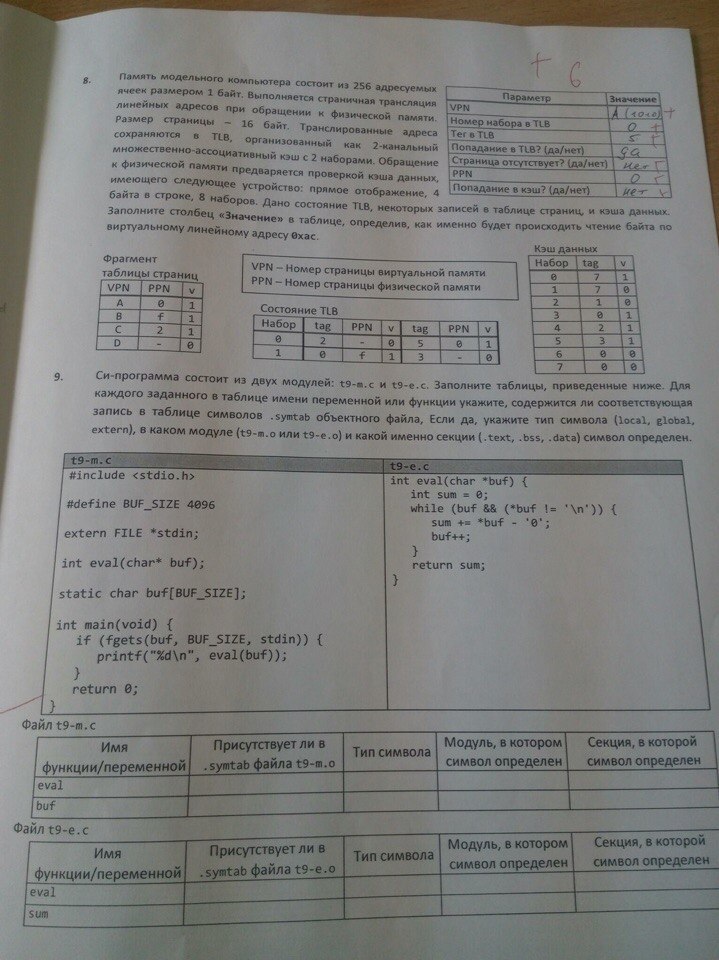 + 6
8.
Память модельного компьютера состоит из 256 адресуемых
ячеек размером 1 байт. Выполняется страничная трансляция
линейных адресов при обращении к физической памяти.
Размер страницы – 16 байт. Транслированные адреса
сохраняются в TLB, организованный как 2-канальный
множественно-ассоциативный кэш с 2 наборами. Обращение
к физической памяти предваряется проверкой кэша данных,
имеющего следующее устройство: прямое отображение, 4
байта в строке, 8 наборов. Дано состояние TLB, некоторых записей в таблице страниц, и кэша данных.
Заполните столбец «Значение» в таблице, определив, как именно будет происходить чтение байта по
виртуальному линейному адресу 0xac.
Параметр Значение
VPN A (1010) +
Номер набора в TLB 0 +
Тег в TLB 5 +
Попадание в TLB? (да/нет) да
Страница отсутствует? (да/нет) нет
PPN 0
Попадание в кэш? (да/нет) нет +
Фрагмент
таблицы страниц
VPN PPN v
A 0 1
B f 1
C 2 1
D - 0
VPN – Номер страницы виртуальной памяти
PPN – Номер страницы физической памяти
Состояние TLB
Набор tag PPN v tag PPN v
0 2 - 0 5 0 1
1 0 f 1 3 - 0
Кэш данных
Набор tag v
0 7 1
1 7 0
2 1 0
3 0 1
4 2 1
5 3 1
6 0 0
7 0 0
9.
Си-программа состоит из двух модулей: t9-m.c и t9-e.c. Заполните таблицы, приведенные ниже. Для
каждого заданного в таблице имени переменной или функции укажите, содержится ли соответствующая
запись в таблице символов .symtab объектного файла, Если да, укажите тип символа (local, global,
extern), в каком модуле (t9-m.o или t9-e.o) и какой именно секции (.text, .bss, .data) символ определен.
t9-m.c
#include <stdio.h>
#define BUF_SIZE 4096
extern FILE *stdin;
int eval(char* buf);
static char buf[BUF_SIZE];
int main(void) {
if (fgets(buf, BUF_SIZE, stdin)) {
printf("%d\n", eval(buf));
}
return 0;
}
t9-e.c
int eval(char *buf) {
int sum = 0;
while (buf && (*buf != '\n')) {
sum += *buf - '0';
buf++;
}
return sum;
}
Файл t9-m.c
Имя функции/переменной Присутствует ли в .symtab файла t9-m.o Тип символа Модуль, в котором символ определен Секция, в которой символ определен
eval
buf
Файл t9-e.c
Имя функции/переменной Присутствует ли в .symtab файла t9-e.o Тип символа Модуль, в котором символ определен Секция, в которой символ определен
eval
sum